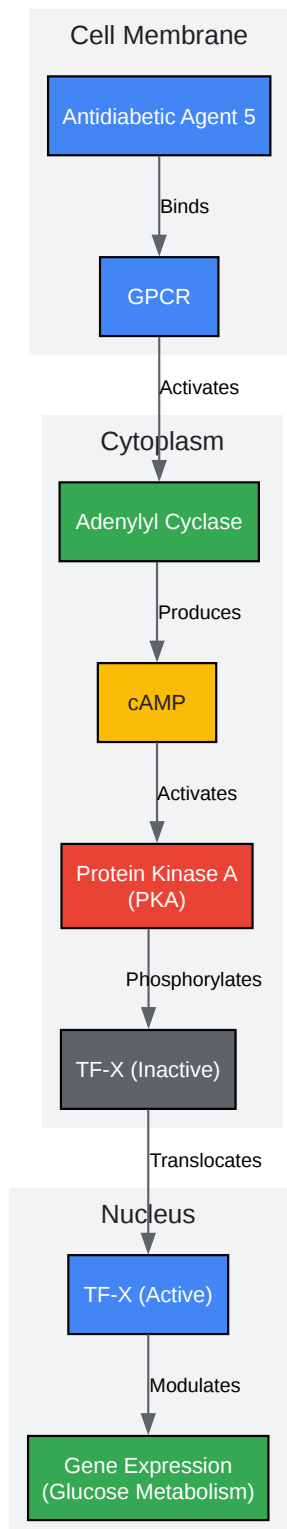 Cell Membrane
Antidiabetic Agent 5
Binds
GPCR
Activates
Cytoplasm
Adenylyl Cyclase
Produces
cAMP
Activates
Protein Kinase A
(PKA)
Phosphorylates
TF-X (Inactive)
Translocates
Nucleus
TF-X (Active)
Modulates
Gene Expression
(Glucose Metabolism)